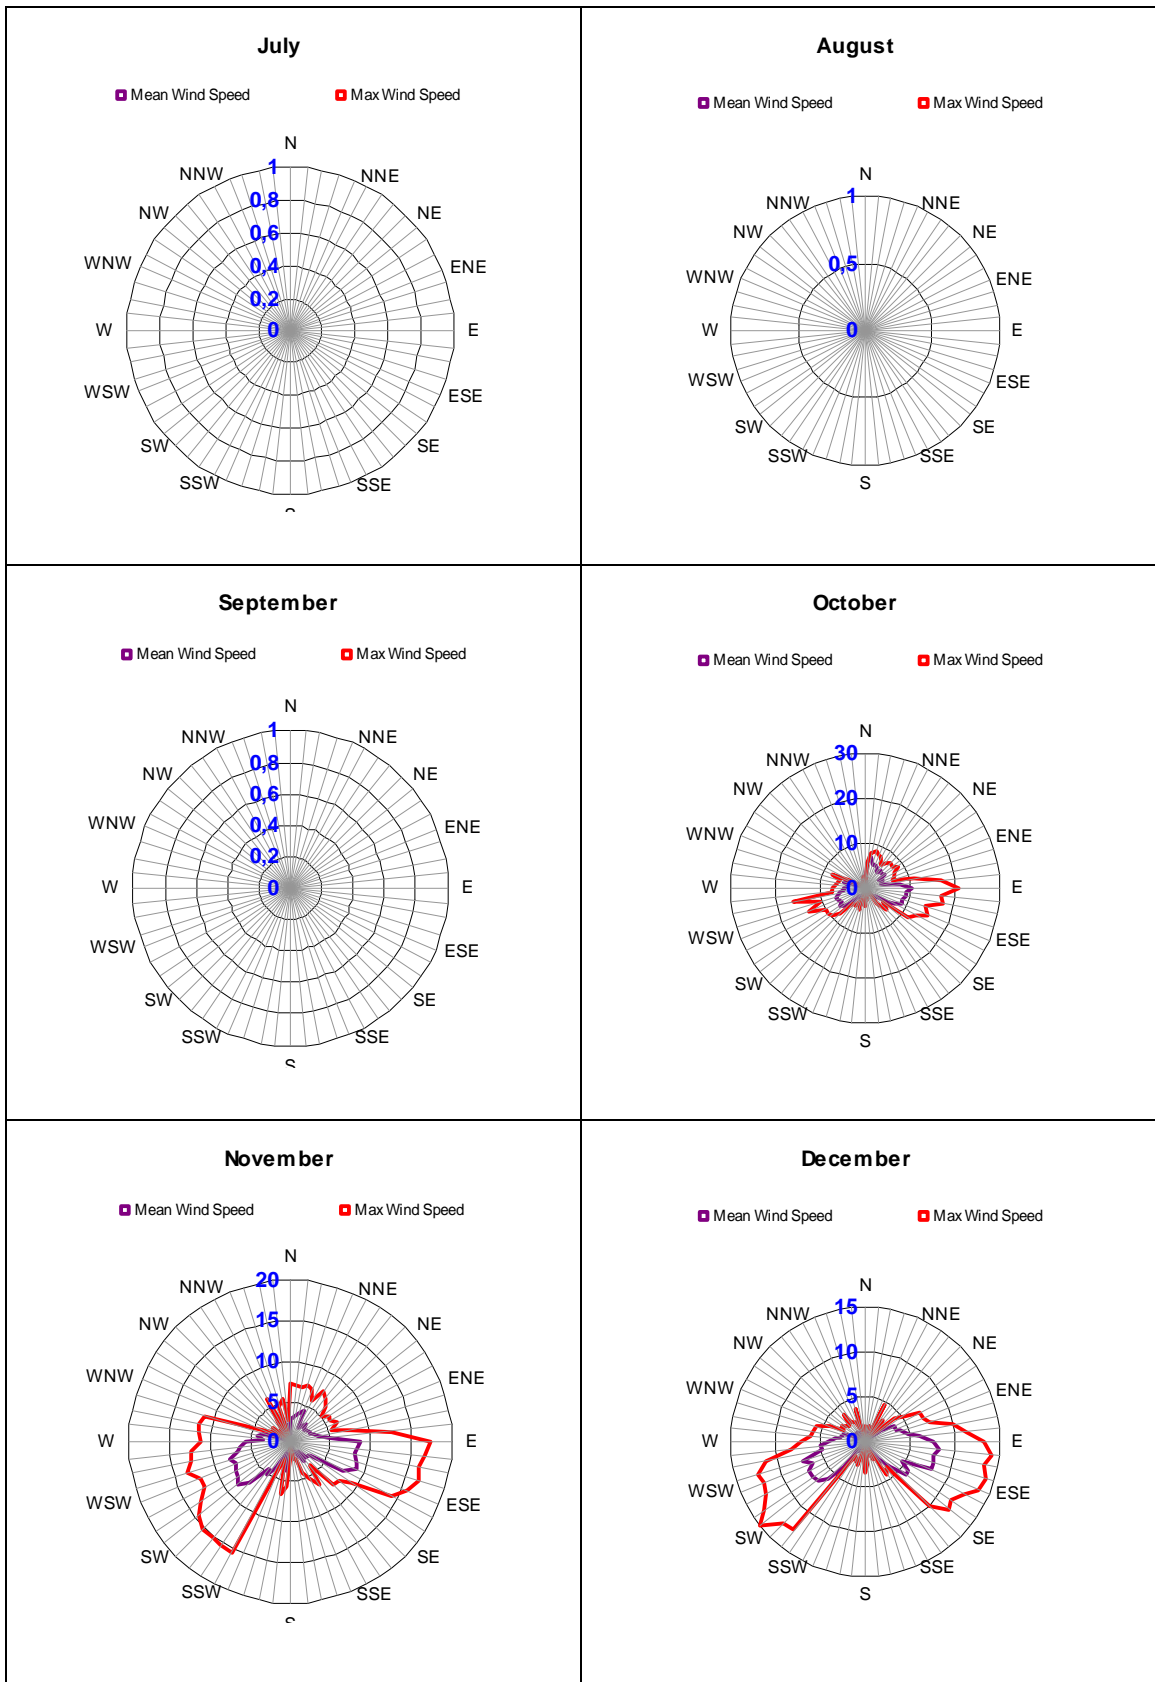 July
Mean Wind Speed Max Wind Speed
N
NNW NNE
NW NE
WNW ENE
W E
WSW ESE
SW SE
SSW SSE
S
1
0,8
0,6
0,4
0,2
0
August
Mean Wind Speed Max Wind Speed
N
NNW NNE
NW NE
WNW ENE
W E
WSW ESE
SW SE
SSW SSE
S
1
0,5
0
September
Mean Wind Speed Max Wind Speed
N
NNW NNE
NW NE
WNW ENE
W E
WSW ESE
SW SE
SSW SSE
S
1
0,8
0,6
0,4
0,2
0
October
Mean Wind Speed Max Wind Speed
N
NNW NNE
NW NE
WNW ENE
W E
WSW ESE
SW SE
SSW SSE
S
30
20
10
0
November
Mean Wind Speed Max Wind Speed
N
NNW NNE
NW NE
WNW ENE
W E
WSW ESE
SW SE
SSW SSE
S
20
15
10
5
0
December
Mean Wind Speed Max Wind Speed
N
NNW NNE
NW NE
WNW ENE
W E
WSW ESE
SW SE
SSW SSE
S
15
10
5
0